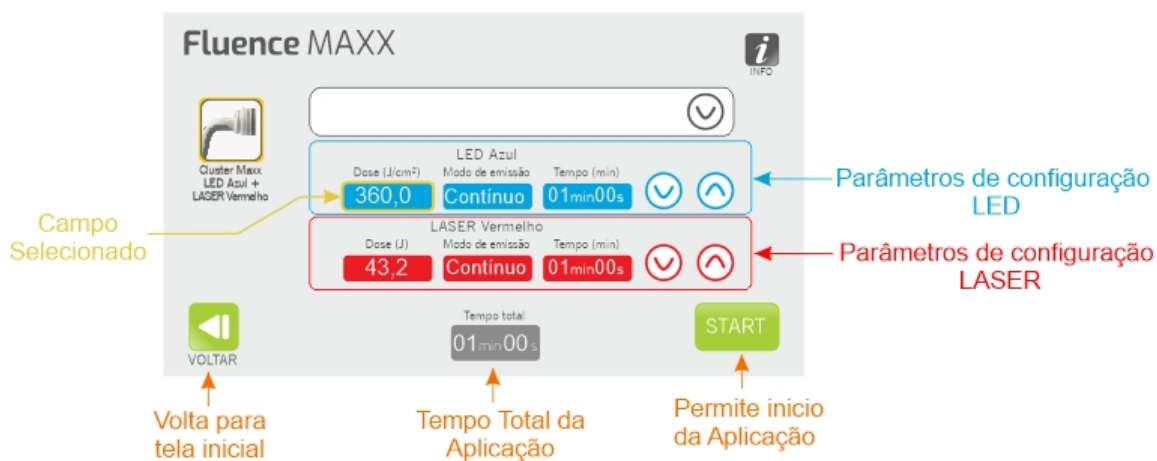 Fluence MAXX
i
INFO
Cluster Maxx
LED Azul +
LASER Vermelho
LED Azul
Dose (J/cm²) Modo de emissão Tempo (min)
360,0 Contínuo 01min00s
LASER Vermelho
Dose (J) Modo de emissão Tempo (min)
43,2 Contínuo 01min00s
Campo
Selecionado
Parâmetros de configuração
LED
Parâmetros de configuração
LASER
VOLTAR
Tempo total
01min00s
START
Volta para
tela inicial
Tempo Total da
Aplicação
Permite inicio
da Aplicação